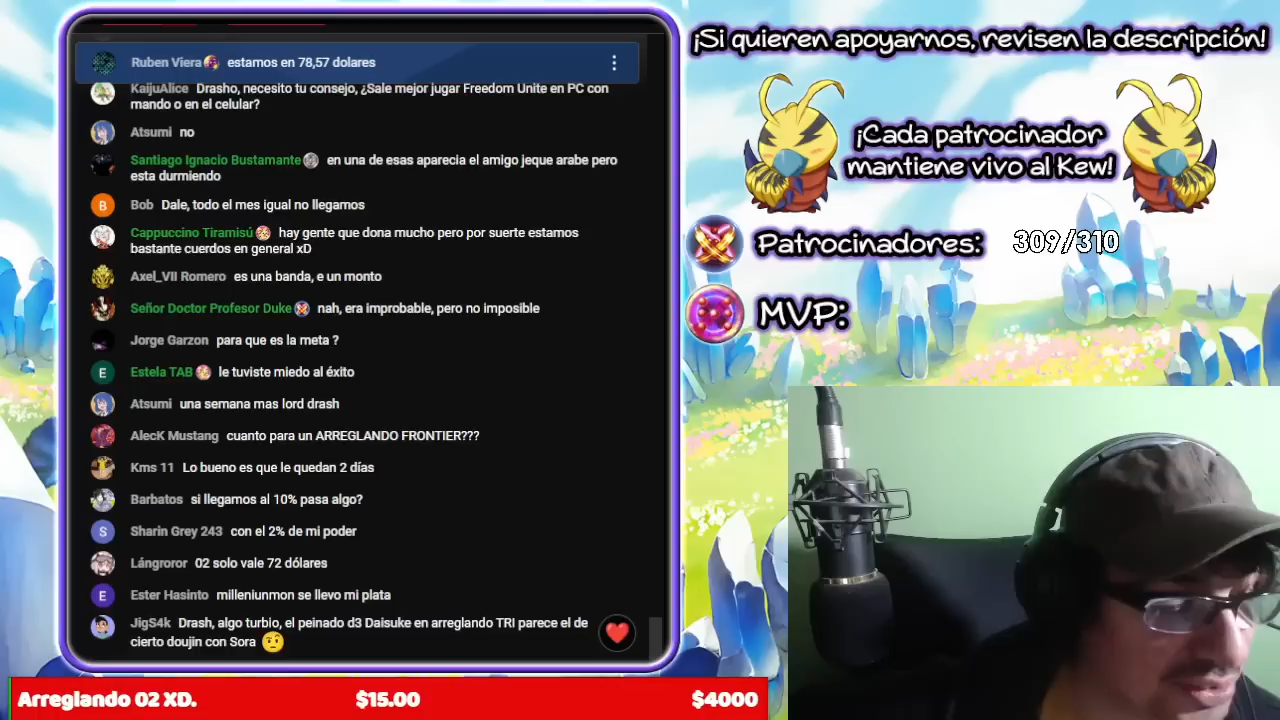 Ruben Viera estamos en 78,57 dolares
KaijuAlice Drasho, necesito tu consejo, ¿Sale mejor jugar Freedom Unite en PC con
mando o en el celular?
Atsumi no
Santiago Ignacio Bustamante en una de esas aparecia el amigo jeque arabe pero
esta durmiendo
B Bob Dale, todo el mes igual no llegamos
Cappuccino Tiramisú hay gente que dona mucho pero por suerte estamos
bastante cuerdos en general xD
Axel_VII Romero es una banda, e un monto
Señor Doctor Profesor Duke nah, era improbable, pero no imposible
Jorge Garzon para que es la meta ?
E Estela TAB le tuviste miedo al éxito
Atsumi una semana mas lord drash
AlecK Mustang cuanto para un ARREGLANDO FRONTIER???
Kms 11 Lo bueno es que le quedan 2 días
Barbatos si llegamos al 10% pasa algo?
S Sharin Grey 243 con el 2% de mi poder
Lángroror 02 solo vale 72 dólares
E Ester Hasinto milleniunmon se llevo mi plata
JigS4k Drash, algo turbio, el peinado d3 Daisuke en arreglando TRI parece el de
cierto doujin con Sora 🤨
¡Si quieren apoyarnos, revisen la descripción!
¡Cada patrocinador
mantiene vivo al Kew!
Patrocinadores: 309/310
MVP:
Arreglando 02 XD. $15.00 $4000